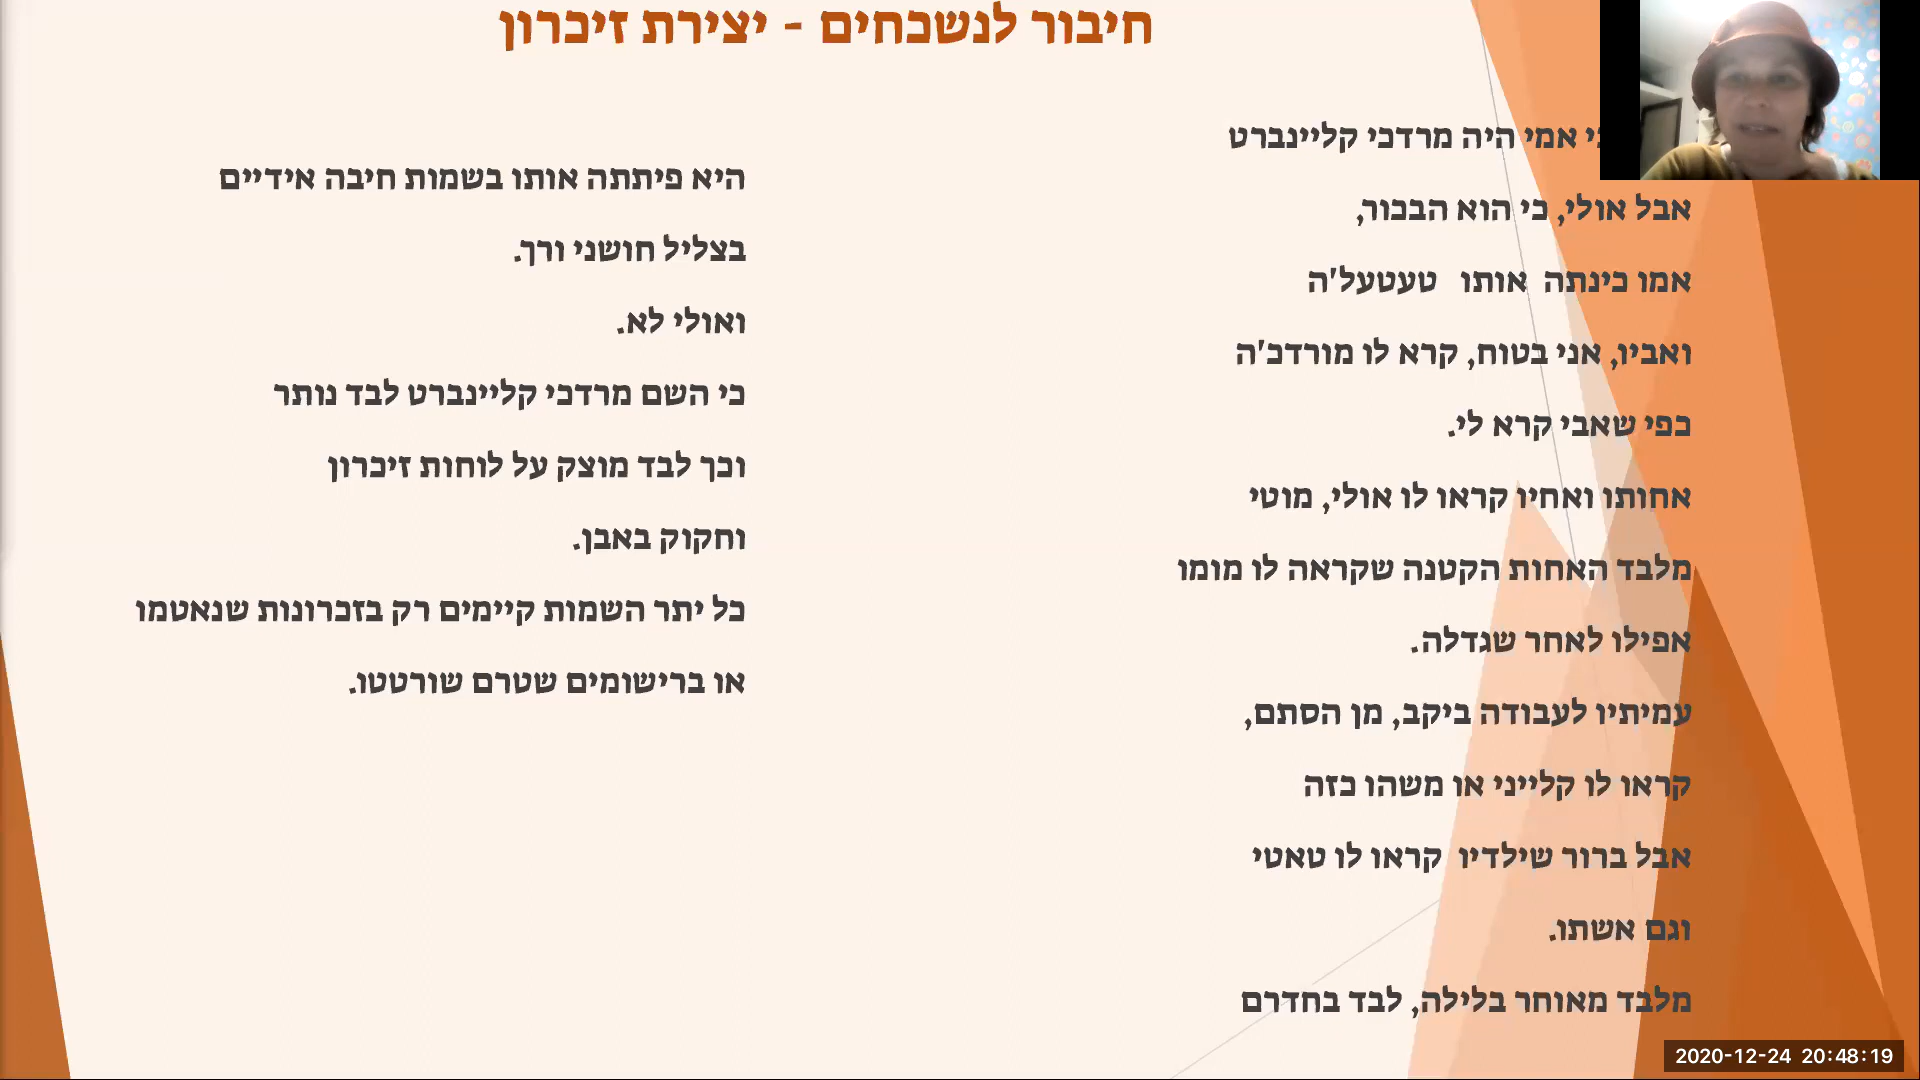 חיבור לנשכחים - יצירת זיכרון
אמי היה מרדכי קליינברט
אבל אולי, כי הוא הבכור,
אמו כינתה אותו טעטעל'ה
ואביו, אני בטוח, קרא לו מורדכ'ה
כפי שאבי קרא לי.
אחותו ואחיו קראו לו אולי, מוטי
מלבד האחות הקטנה שקראה לו מומו
אפילו לאחר שגדלה.
עמיתיו לעבודה ביקב, מן הסתם,
קראו לו קלייני או משהו כזה
אבל ברור שילדיו קראו לו טאטי
וגם אשתו.
מלבד מאוחר בלילה, לבד בחדרם
היא פיתתה אותו בשמות חיבה אידיים
בצליל חושני ורך.
ואולי לא.
כי השם מרדכי קליינברט לבד נותר
וכך לבד מוצק על לוחות זיכרון
וחקוק באבן.
כל יתר השמות קיימים רק בזכרונות שנאטמו
או ברישומים שטרם שורטטו.
2020-12-24 20:48:19